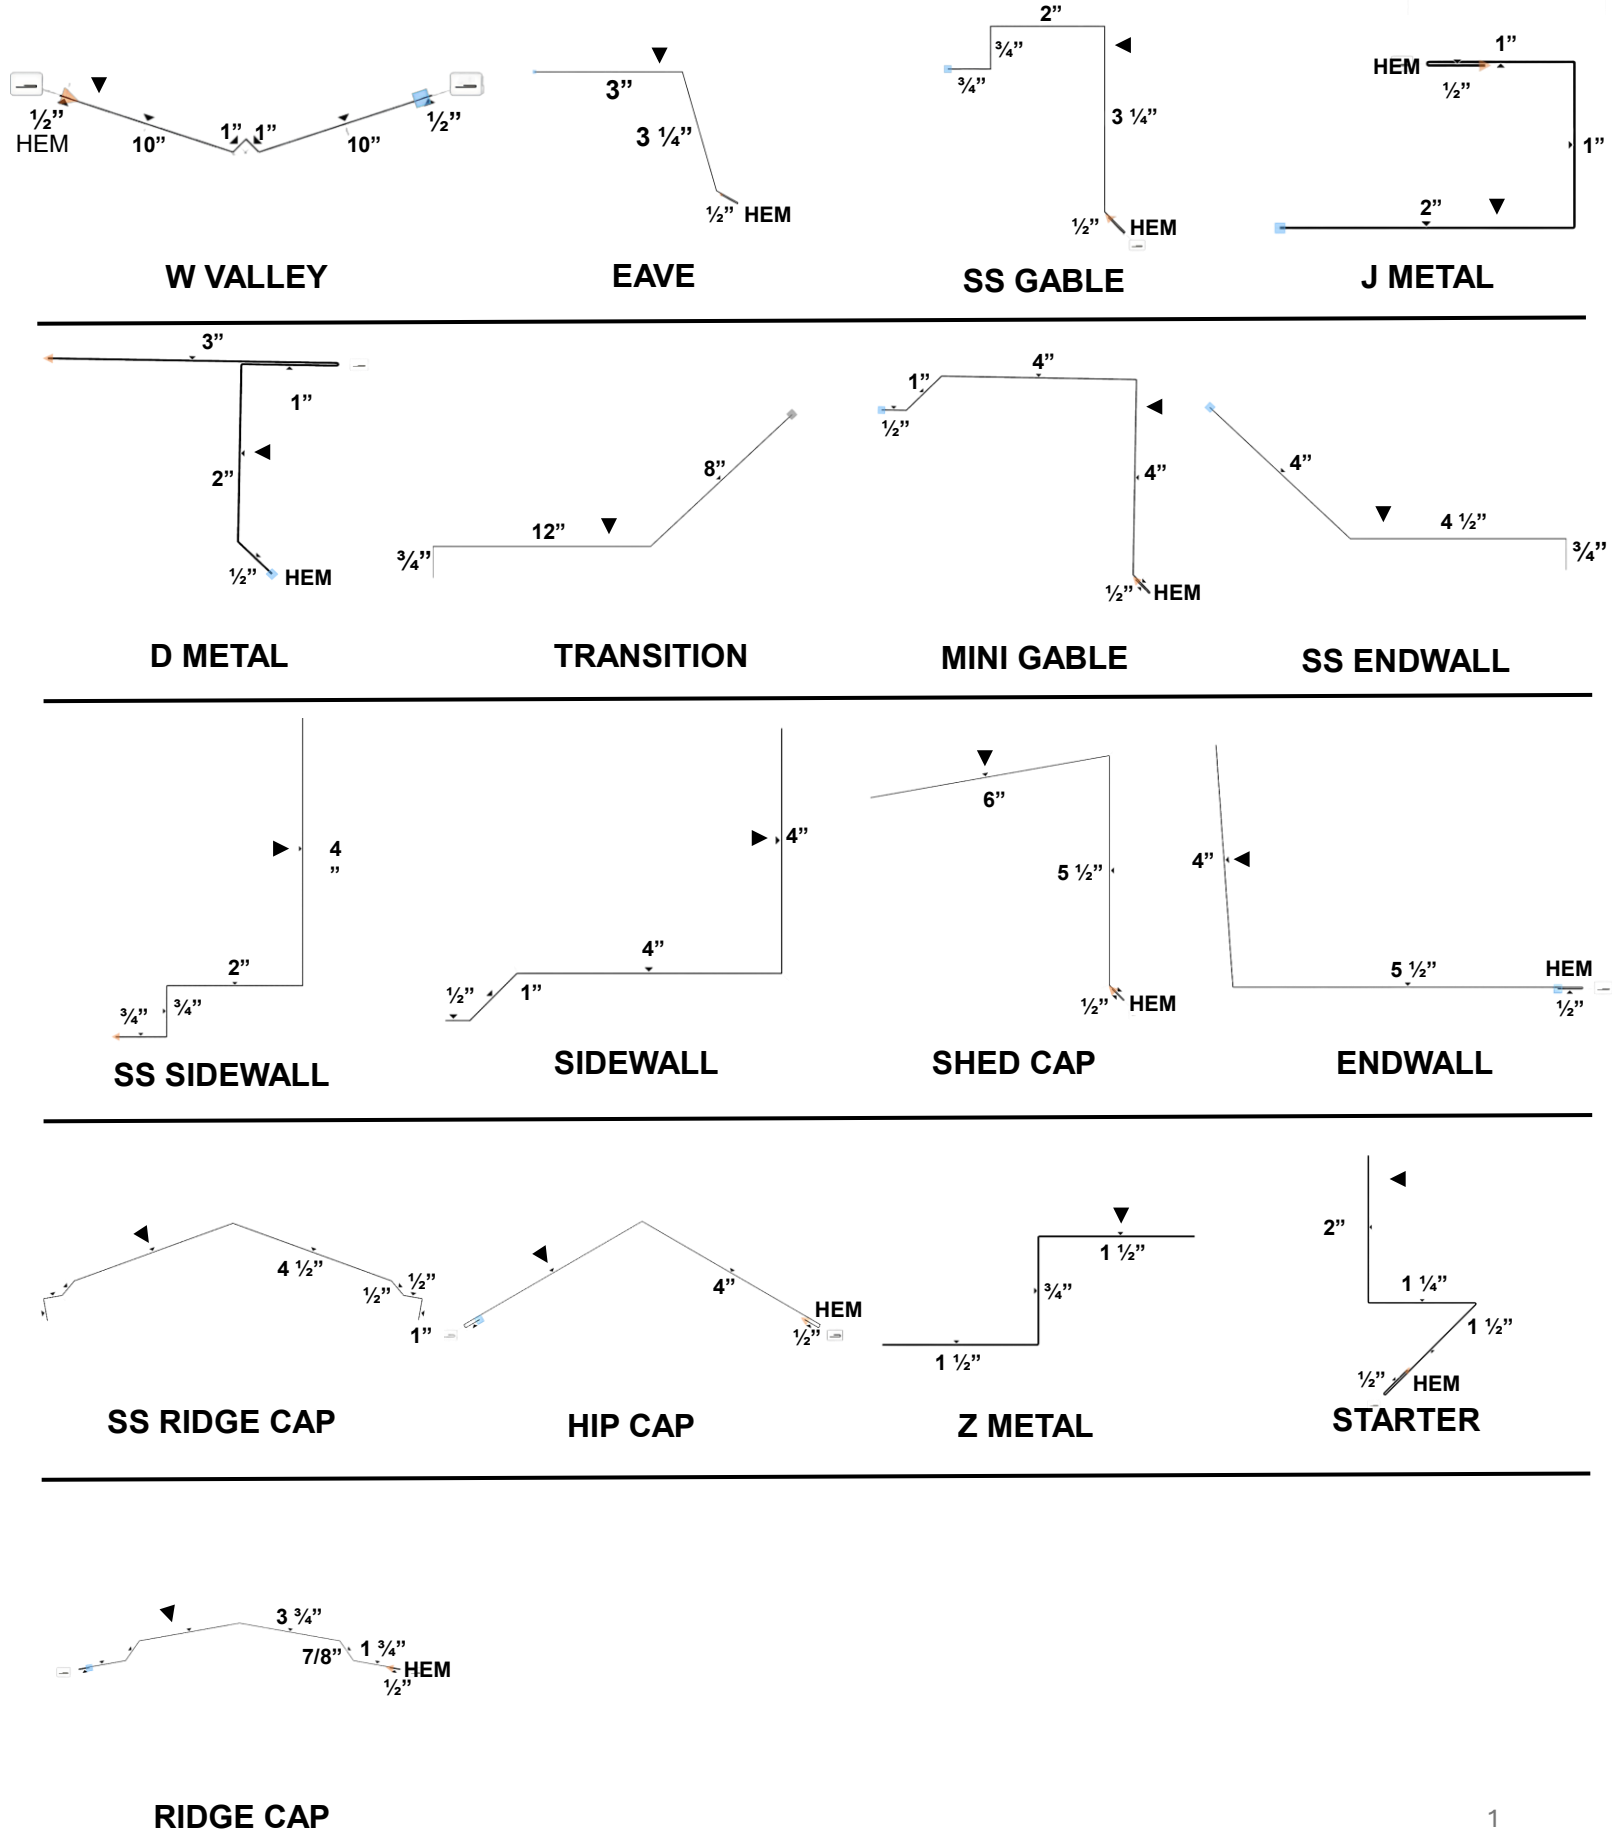 ½”
HEM
10”
1”
1”
10”
½”
W VALLEY
3”
3 ¼”
½”
HEM
EAVE
2”
¾”
¾”
3 ¼”
½”
HEM
SS GABLE
1”
HEM
½”
1”
2”
J METAL
3”
1”
2”
½”
HEM
D METAL
8”
12”
¾”
TRANSITION
4”
1”
½”
4”
½”
HEM
MINI GABLE
4”
4 ½”
¾”
SS ENDWALL
4
”
2”
¾”
¾”
SS SIDEWALL
4”
4”
½”
1”
SIDEWALL
6”
5 ½”
½”
HEM
SHED CAP
4”
5 ½”
HEM
½”
ENDWALL
4 ½”
½”
½”
1”
SS RIDGE CAP
4”
HEM
½”
HIP CAP
1 ½”
¾”
1 ½”
Z METAL
2”
1 ¼”
1 ½”
½”
HEM
STARTER
3 ¾”
7/8”
1 ¾”
HEM
½”
RIDGE CAP
1